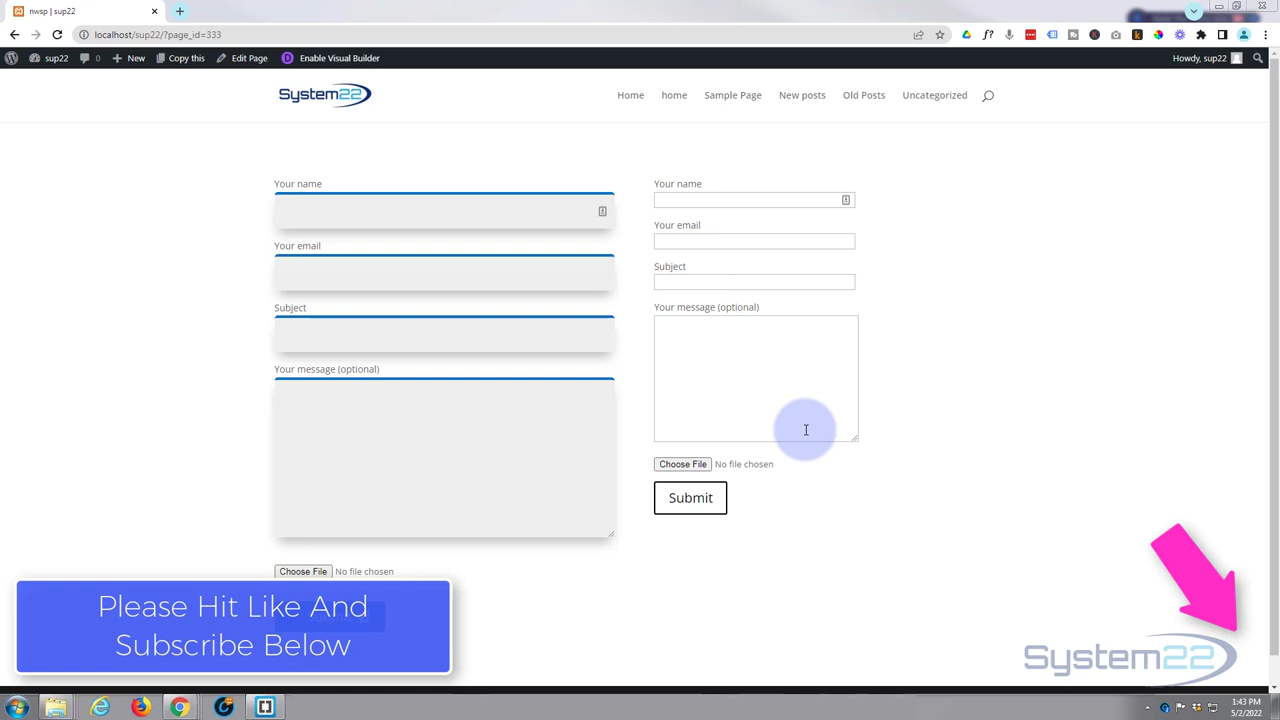 nwsp | sup22
localhost/sup22/?page_id=333
sup22 0 New Copy this Edit Page D Enable Visual Builder Howdy, sup22
System22 Home home Sample Page New posts Old Posts Uncategorized
Your name
Your email
Subject
Your message (optional)
Choose File No file chosen
Your name
Your email
Subject
Your message (optional)
Choose File No file chosen
Submit
Please Hit Like And
Subscribe Below
System22
1:43 PM
5/2/2022